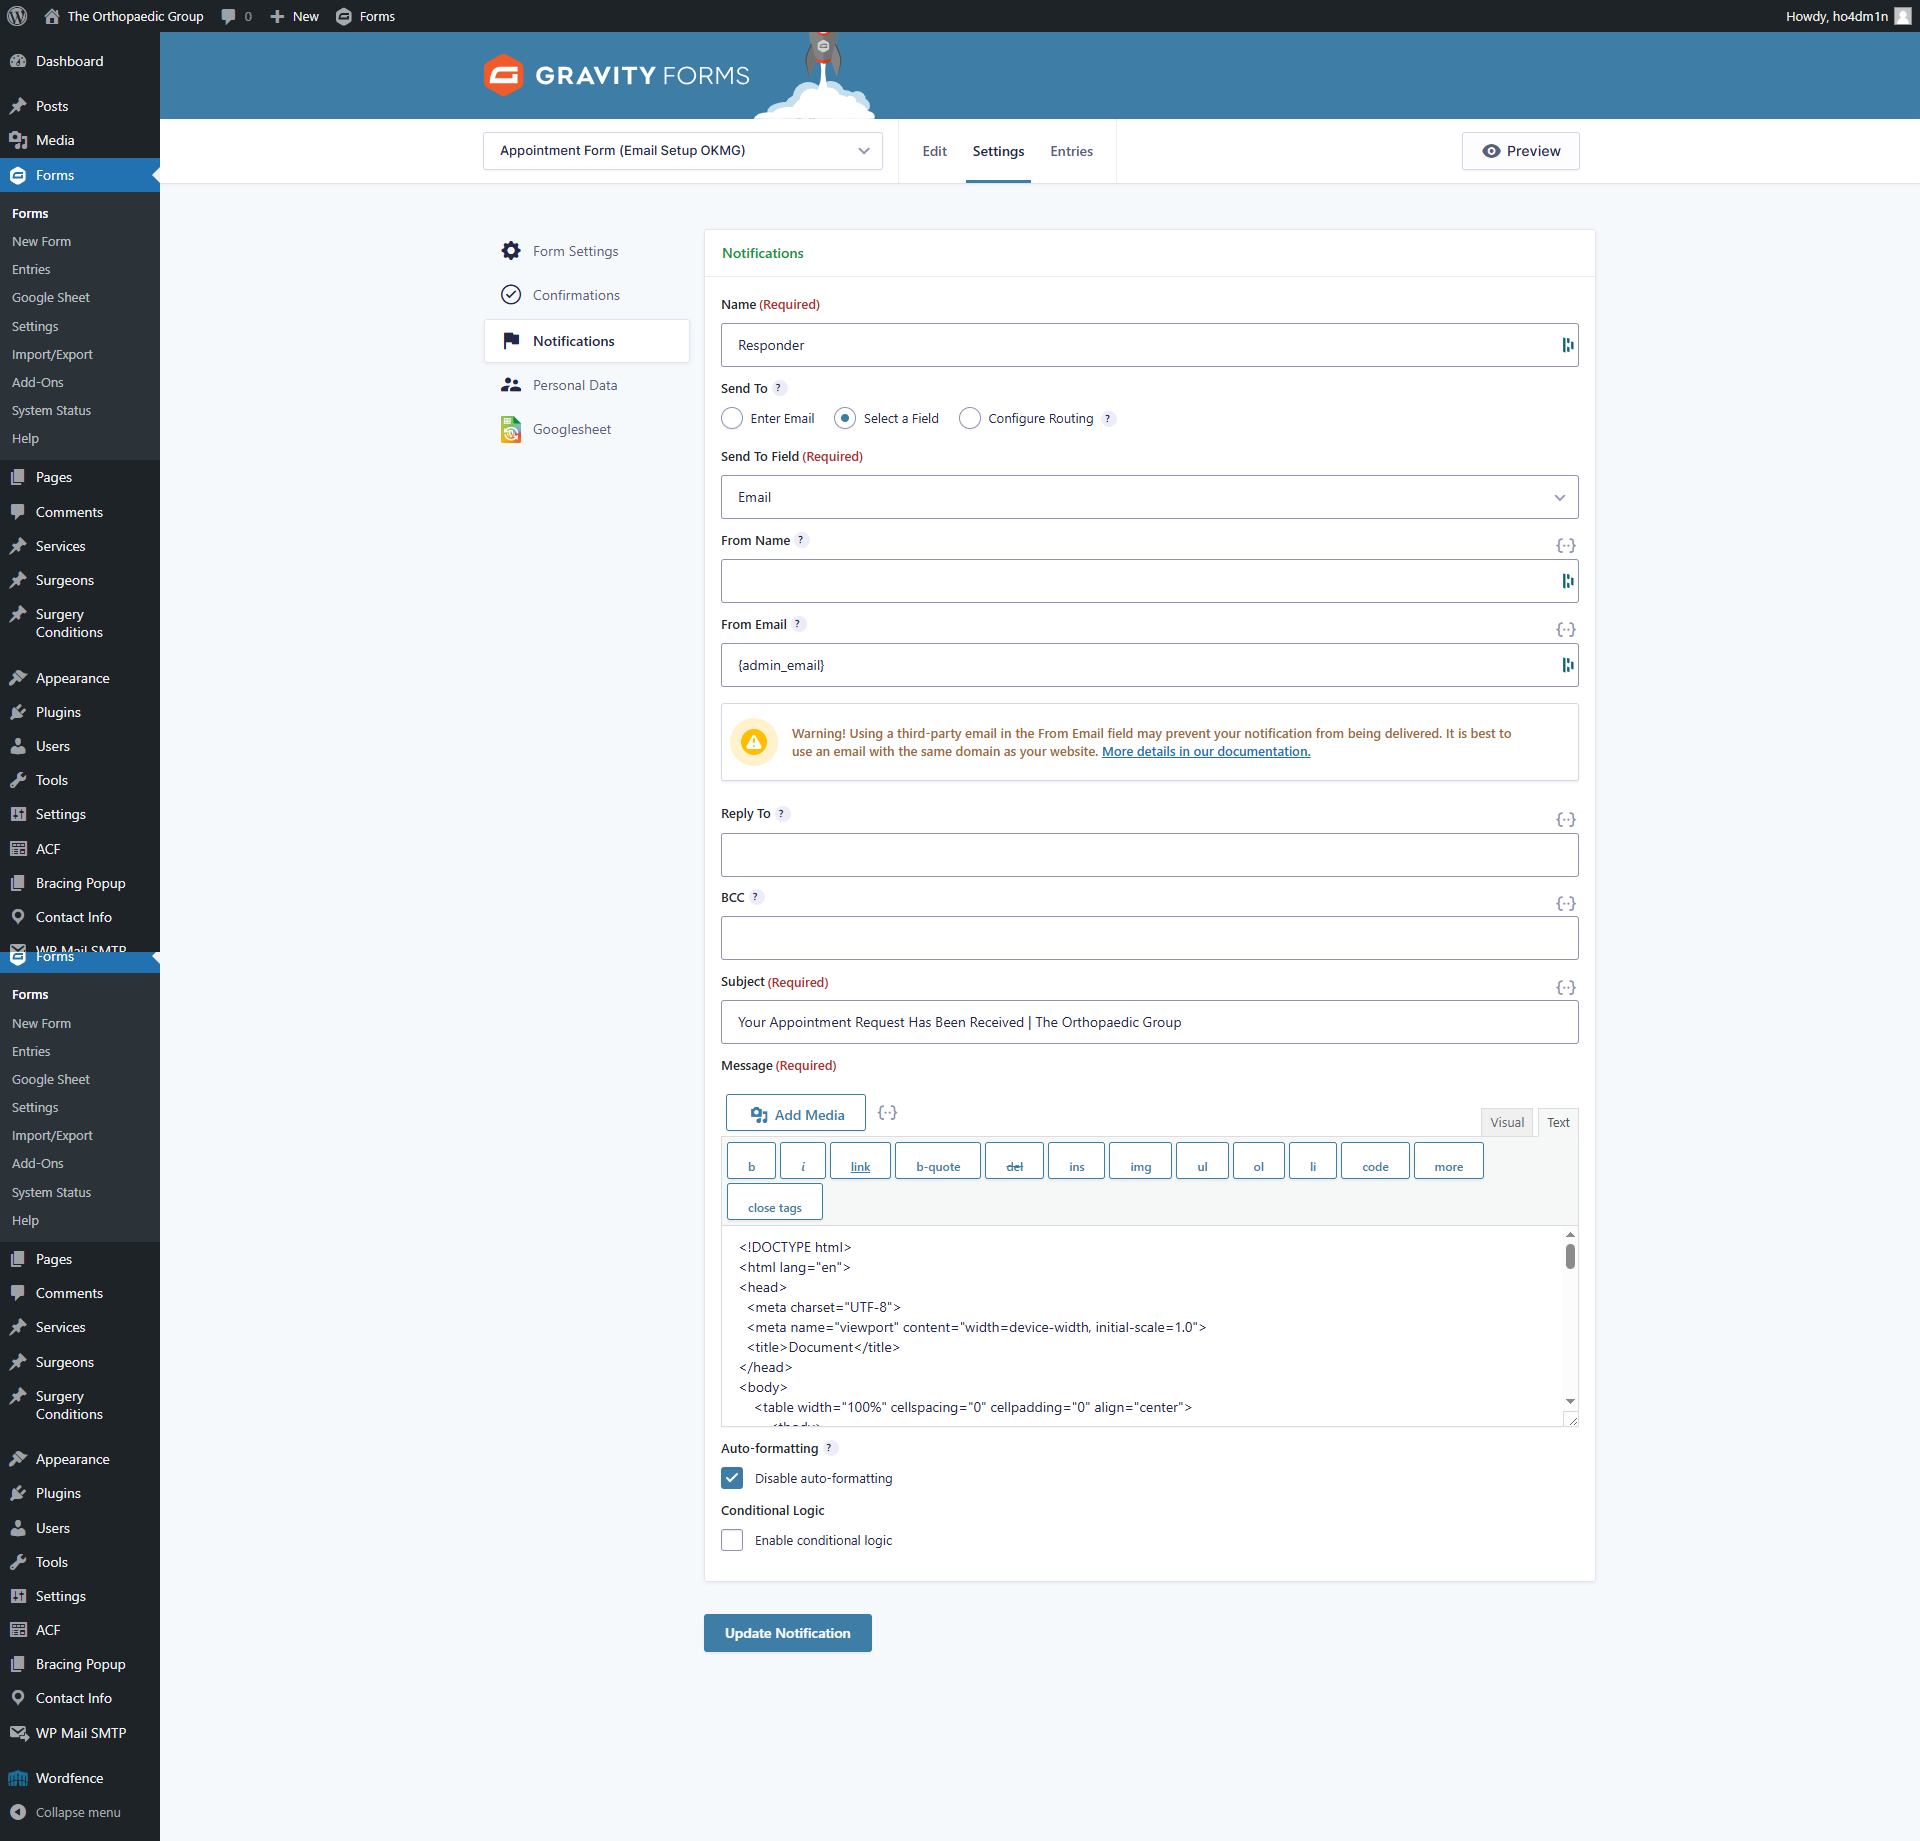 The Orthopaedic Group
0
New
Forms
Howdy, ho4dm1n
Dashboard
Posts
Media
Forms
Forms
New Form
Entries
Google Sheet
Settings
Import/Export
Add-Ons
System Status
Help
Pages
Comments
Services
Surgeons
Surgery
Conditions
Appearance
Plugins
Users
Tools
Settings
ACF
Bracing Popup
Contact Info
WP Mail SMTP
Forms
Forms
New Form
Entries
Google Sheet
Settings
Import/Export
Add-Ons
System Status
Help
Pages
Comments
Services
Surgeons
Surgery
Conditions
Appearance
Plugins
Users
Tools
Settings
ACF
Bracing Popup
Contact Info
WP Mail SMTP
Wordfence
Collapse menu
GRAVITY FORMS
Appointment Form (Email Setup OKMG)
Edit
Settings
Entries
Preview
Form Settings
Confirmations
Notifications
Personal Data
Googlesheet
Notifications
Name (Required)
Responder
Send To ?
Enter Email
Select a Field
Configure Routing ?
Send To Field (Required)
Email
From Name ?
{··}
From Email ?
{··}
{admin_email}
Warning! Using a third-party email in the From Email field may prevent your notification from being delivered. It is best to
use an email with the same domain as your website. More details in our documentation.
Reply To ?
{··}
BCC ?
{··}
Subject (Required)
{··}
Your Appointment Request Has Been Received | The Orthopaedic Group
Message (Required)
Add Media
{··}
Visual
Text
b
i
link
b-quote
del
ins
img
ul
ol
li
code
more
close tags
<!DOCTYPE html>
<html lang="en">
<head>
<meta charset="UTF-8">
<meta name="viewport" content="width=device-width, initial-scale=1.0">
<title>Document</title>
</head>
<body>
<table width="100%" cellspacing="0" cellpadding="0" align="center">
<tbody>
Auto-formatting ?
Disable auto-formatting
Conditional Logic
Enable conditional logic
Update Notification